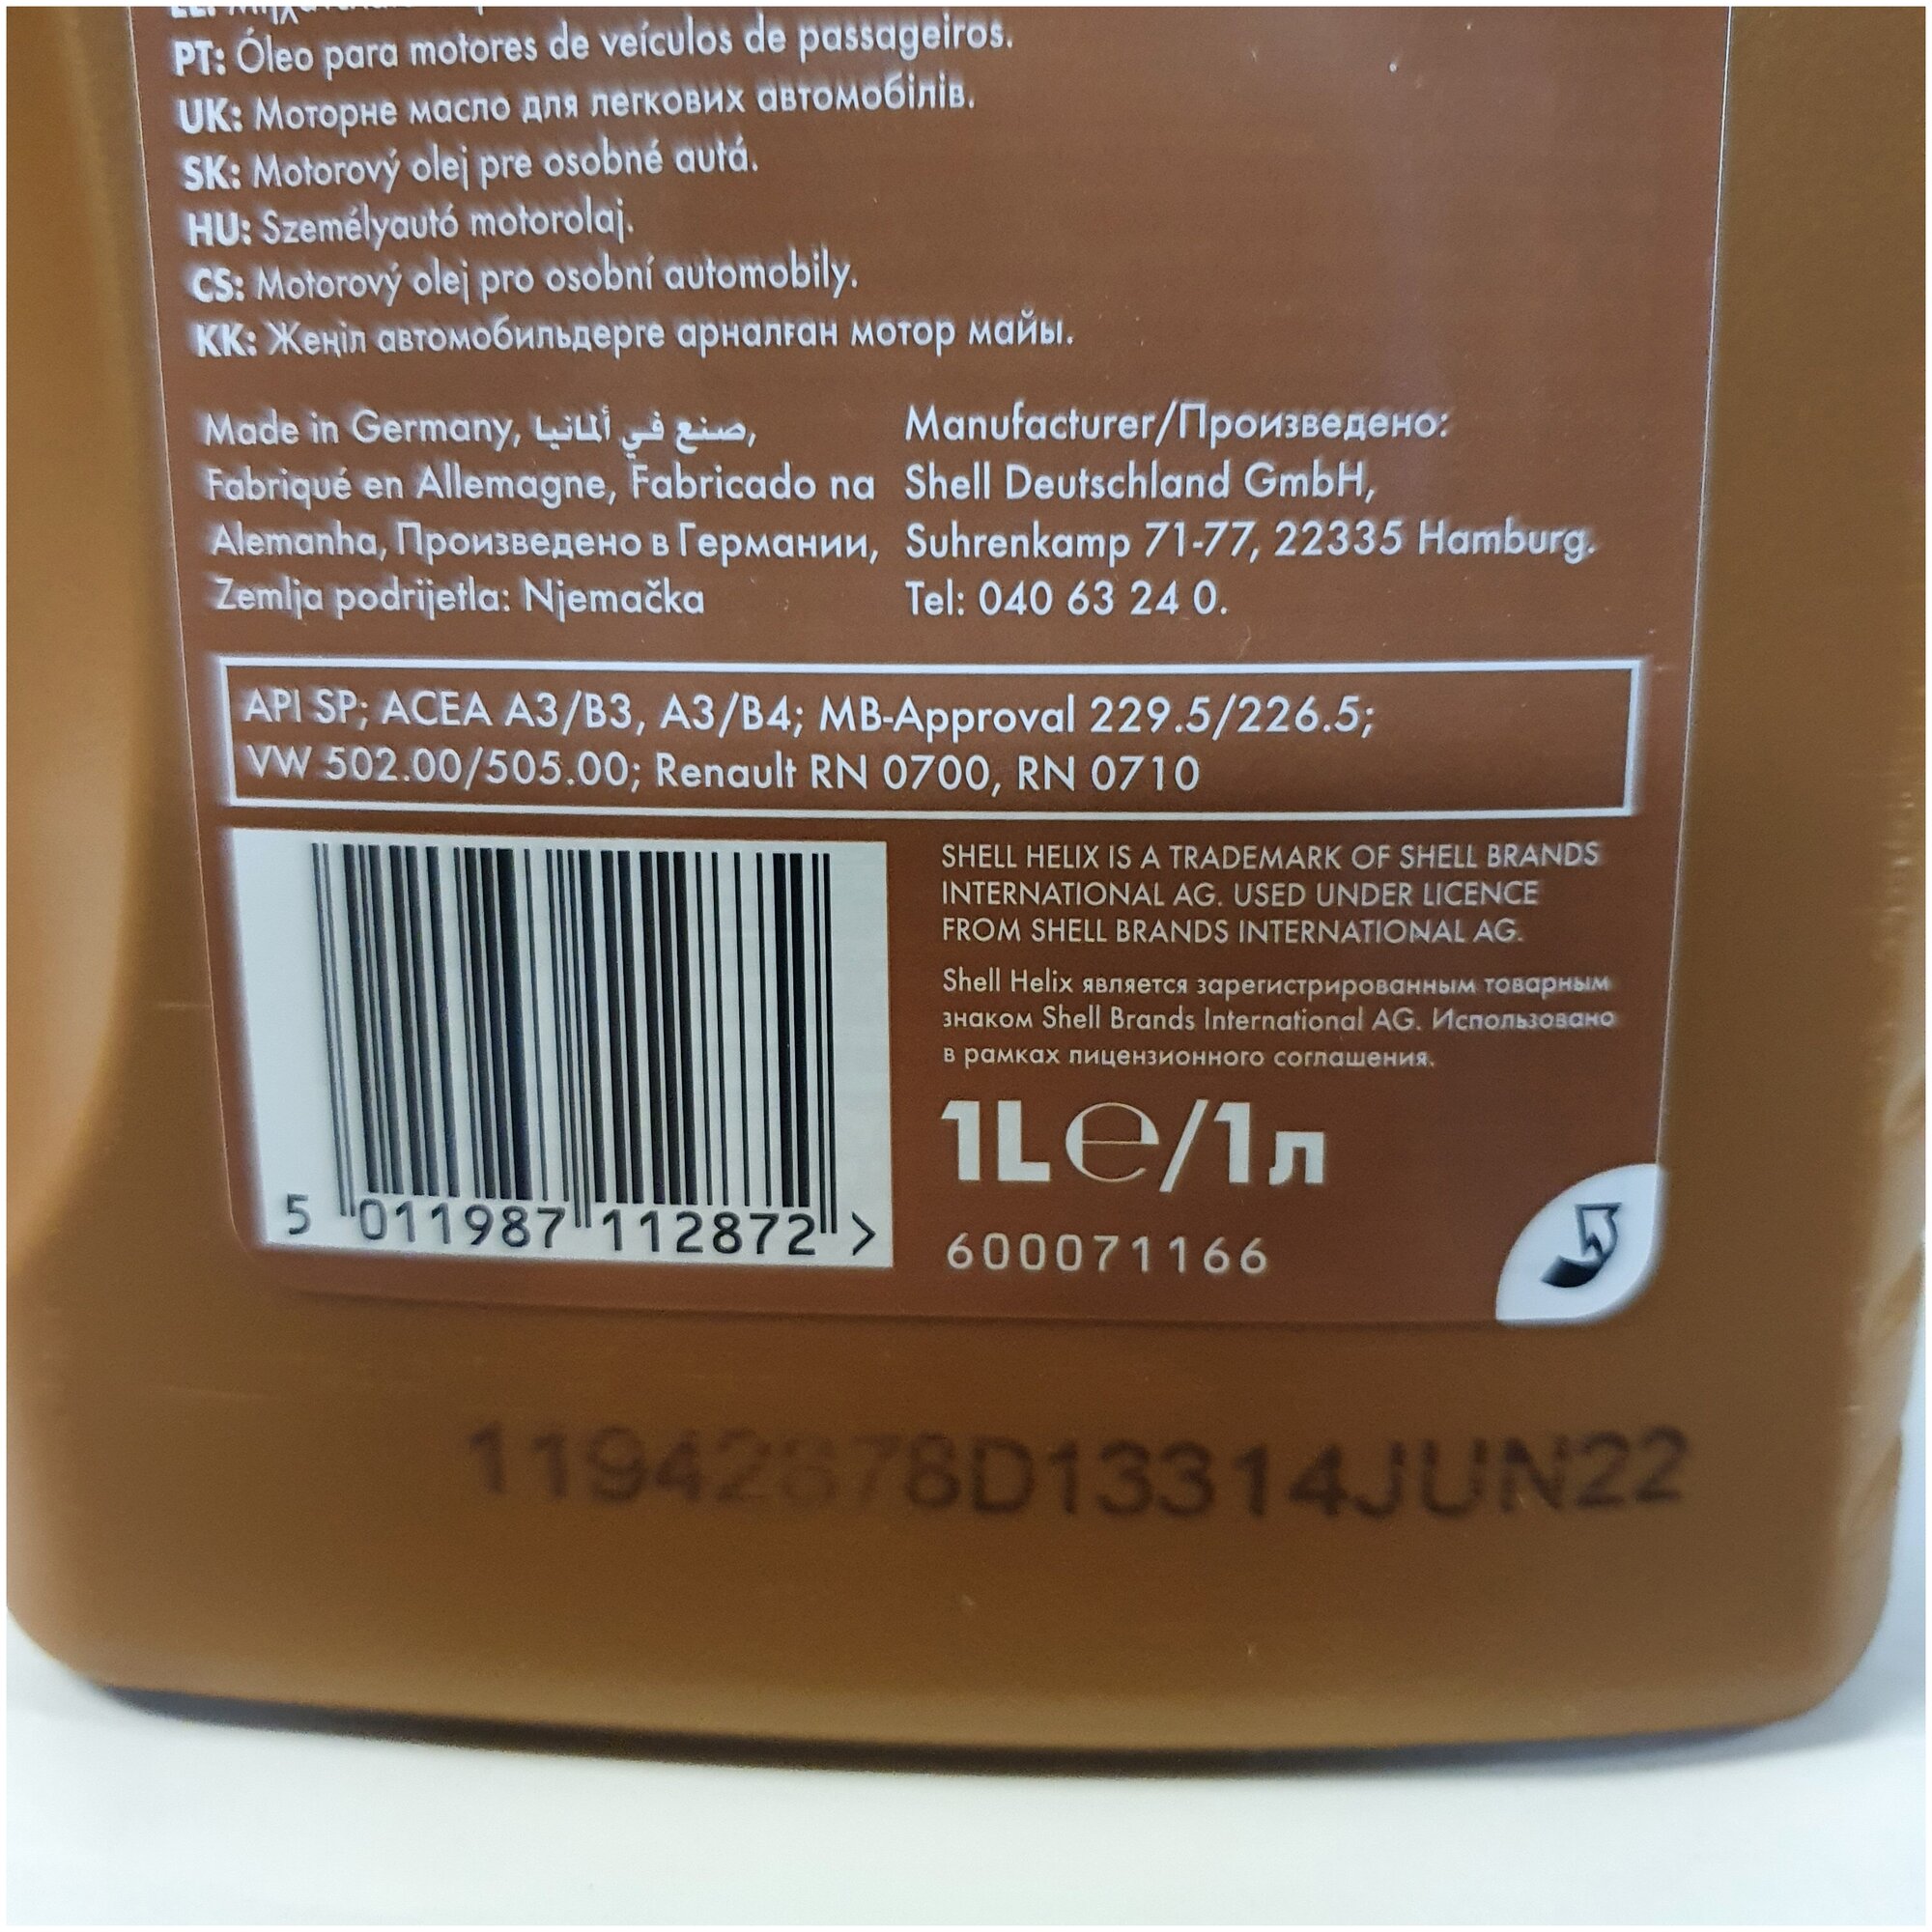 PT: Óleo para motores de veículos de passageiros.
UK: Моторне масло для легкових автомобілів.
SK: Motorový olej pre osobné autá.
HU: Személyautó motorolaj.
CS: Motorový olej pro osobní automobily.
KK: Жеңіл автомобильдерге арналған мотор майы.
Made in Germany, صنع في ألمانيا,
Fabriqué en Allemagne, Fabricado na
Alemanha, Произведено в Германии,
Zemlja podrijetla: Njemačka
Manufacturer/Произведено:
Shell Deutschland GmbH,
Suhrenkamp 71-77, 22335 Hamburg.
Tel: 040 63 24 0.
API SP; ACEA A3/B3, A3/B4; MB-Approval 229.5/226.5;
VW 502.00/505.00; Renault RN 0700, RN 0710
SHELL HELIX IS A TRADEMARK OF SHELL BRANDS
INTERNATIONAL AG. USED UNDER LICENCE
FROM SHELL BRANDS INTERNATIONAL AG.
Shell Helix является зарегистрированным товарным
знаком Shell Brands International AG. Использовано
в рамках лицензионного соглашения.
1L℮/1л
5 011987 112872 >
600071166